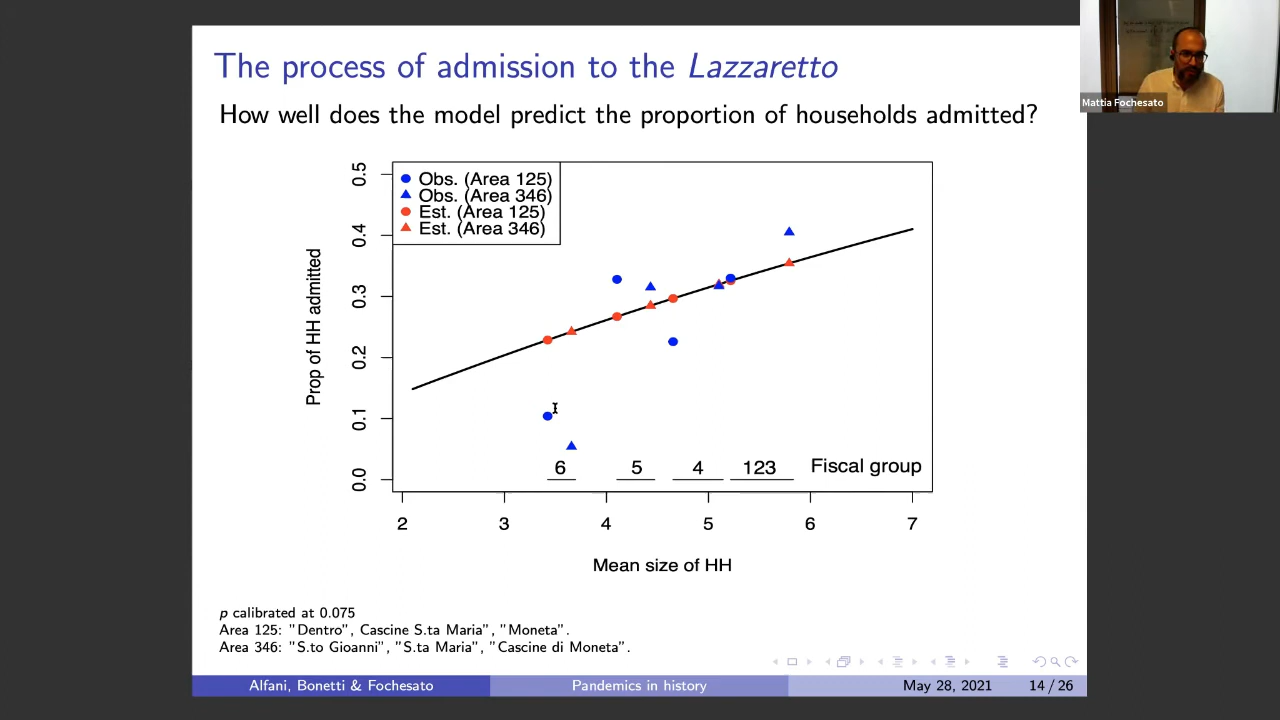 The process of admission to the Lazzaretto
How well does the model predict the proportion of households admitted?
Mattia Fochesato
Obs. (Area 125)
Obs. (Area 346)
Est. (Area 125)
Est. (Area 346)
0.5
0.4
0.3
0.2
0.1
0.0
Prop of HH admitted
6 5 4 123 Fiscal group
2 3 4 5 6 7
Mean size of HH
p calibrated at 0.075
Area 125: "Dentro", Cascine S.ta Maria", "Moneta".
Area 346: "S.to Gioanni", "S.ta Maria", "Cascine di Moneta".
Alfani, Bonetti & Fochesato Pandemics in history May 28, 2021 14 / 26